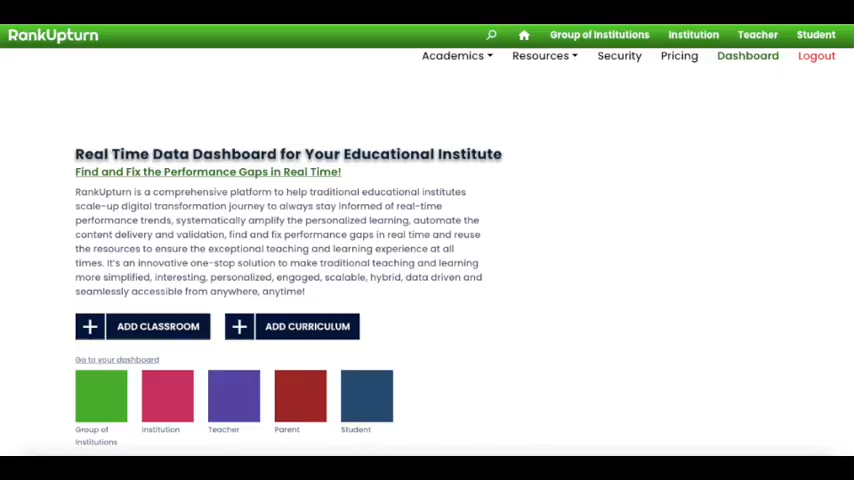 RankUpturn
Group of Institutions Institution Teacher Student
Academics Resources Security Pricing Dashboard Logout
Real Time Data Dashboard for Your Educational Institute
Find and Fix the Performance Gaps in Real Time!
RankUpturn is a comprehensive platform to help traditional educational institutes
scale-up digital transformation journey to always stay informed of real-time
performance trends, systematically amplify the personalized learning, automate the
content delivery and validation, find and fix performance gaps in real time and reuse
the resources to ensure the exceptional teaching and learning experience at all
times. It's an innovative one-stop solution to make traditional teaching and learning
more simplified, interesting, personalized, engaged, scalable, hybrid, data driven and
seamlessly accessible from anywhere, anytime!
ADD CLASSROOM ADD CURRICULUM
Go to your dashboard
Group of Institution Teacher Parent Student
Institutions